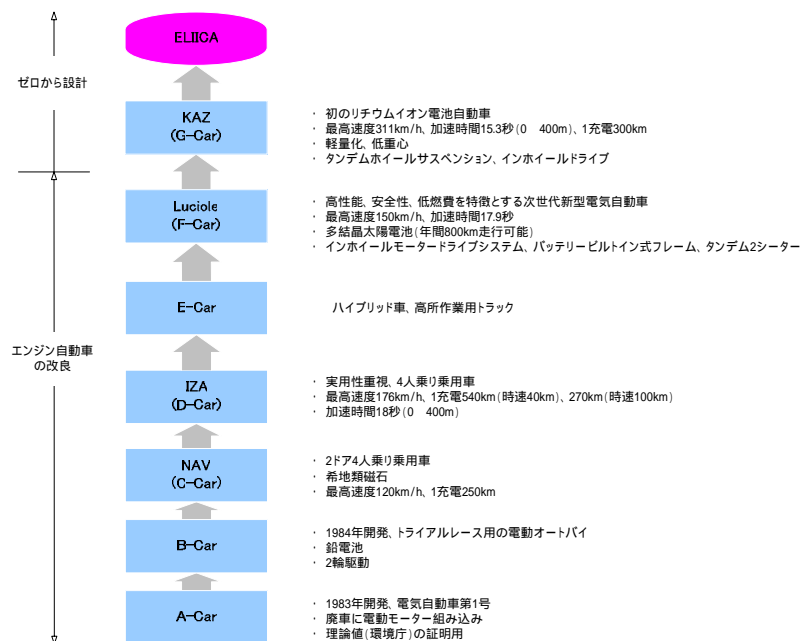 ELIICA
ゼロから設計
KAZ
(G-Car)
・ 初のリチウムイオン電池自動車
・ 最高速度311km/h、加速時間15.3秒(0　400m)、1充電300km
・ 軽量化、低重心
・ タンデムホイールサスペンション、インホイールドライブ
Luciole
(F-Car)
・ 高性能、安全性、低燃費を特徴とする次世代新型電気自動車
・ 最高速度150km/h、加速時間17.9秒
・ 多結晶太陽電池(年間800km走行可能)
・ インホイールモータードライブシステム、バッテリービルトイン式フレーム、タンデム2シーター
E-Car
ハイブリッド車、高所作業用トラック
エンジン自動車
の改良
IZA
(D-Car)
・ 実用性重視、4人乗り乗用車
・ 最高速度176km/h、1充電540km(時速40km)、270km(時速100km)
・ 加速時間18秒(0　400m)
NAV
(C-Car)
・ 2ドア4人乗り乗用車
・ 希地類磁石
・ 最高速度120km/h、1充電250km
B-Car
・ 1984年開発、トライアルレース用の電動オートバイ
・ 鉛電池
・ 2輪駆動
A-Car
・ 1983年開発、電気自動車第1号
・ 廃車に電動モーター組み込み
・ 理論値(環境庁)の証明用